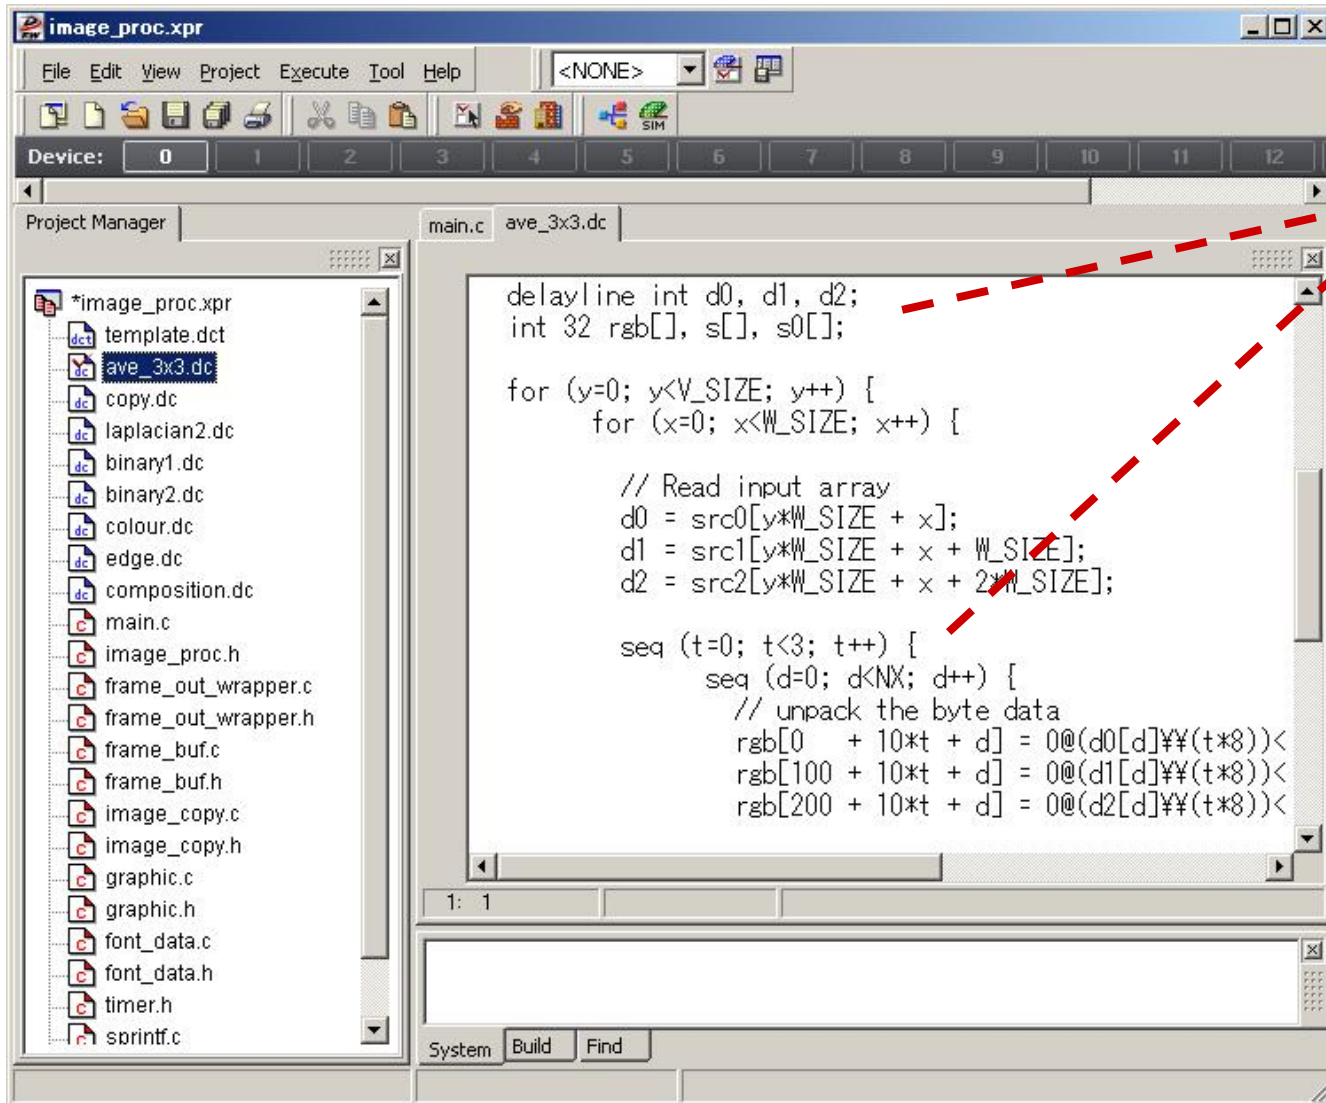 image_proc.xpr
File Edit View Project Execute Tool Help <NONE>
SIM
Device: 0 1 2 3 4 5 6 7 8 9 10 11 12
Project Manager
*image_proc.xpr
template.dct
ave_3x3.dc
copy.dc
laplacian2.dc
binary1.dc
binary2.dc
colour.dc
edge.dc
composition.dc
main.c
image_proc.h
frame_out_wrapper.c
frame_out_wrapper.h
frame_buf.c
frame_buf.h
image_copy.c
image_copy.h
graphic.c
graphic.h
font_data.c
font_data.h
timer.h
sprintf.c
main.c ave_3x3.dc
delayline int d0, d1, d2;
int 32 rgb[], s[], s0[];
for (y=0; y<V_SIZE; y++) {
for (x=0; x<W_SIZE; x++) {
// Read input array
d0 = src0[y*W_SIZE + x];
d1 = src1[y*W_SIZE + x + W_SIZE];
d2 = src2[y*W_SIZE + x + 2*W_SIZE];
seq (t=0; t<3; t++) {
seq (d=0; d<NX; d++) {
// unpack the byte data
rgb[0 + 10*t + d] = 0@(d0[d]¥¥(t*8))<
rgb[100 + 10*t + d] = 0@(d1[d]¥¥(t*8))<
rgb[200 + 10*t + d] = 0@(d2[d]¥¥(t*8))<
1: 1
System Build Find